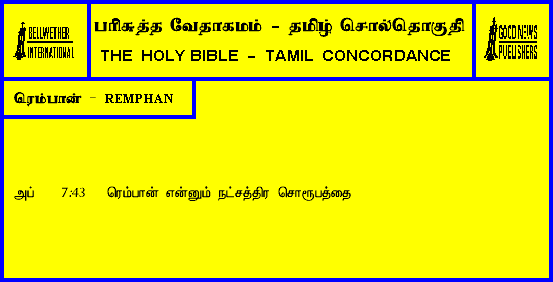 BELLWETHER
INTERNATIONAL
பரிசுத்த வேதாகமம் - தமிழ் சொல்தொகுதி
THE HOLY BIBLE - TAMIL CONCORDANCE
GOOD NEWS
PUBLISHERS
ரெம்பான் - REMPHAN
அப் 7:43 ரெம்பான் என்னும் நட்சத்திர சொரூபத்தை